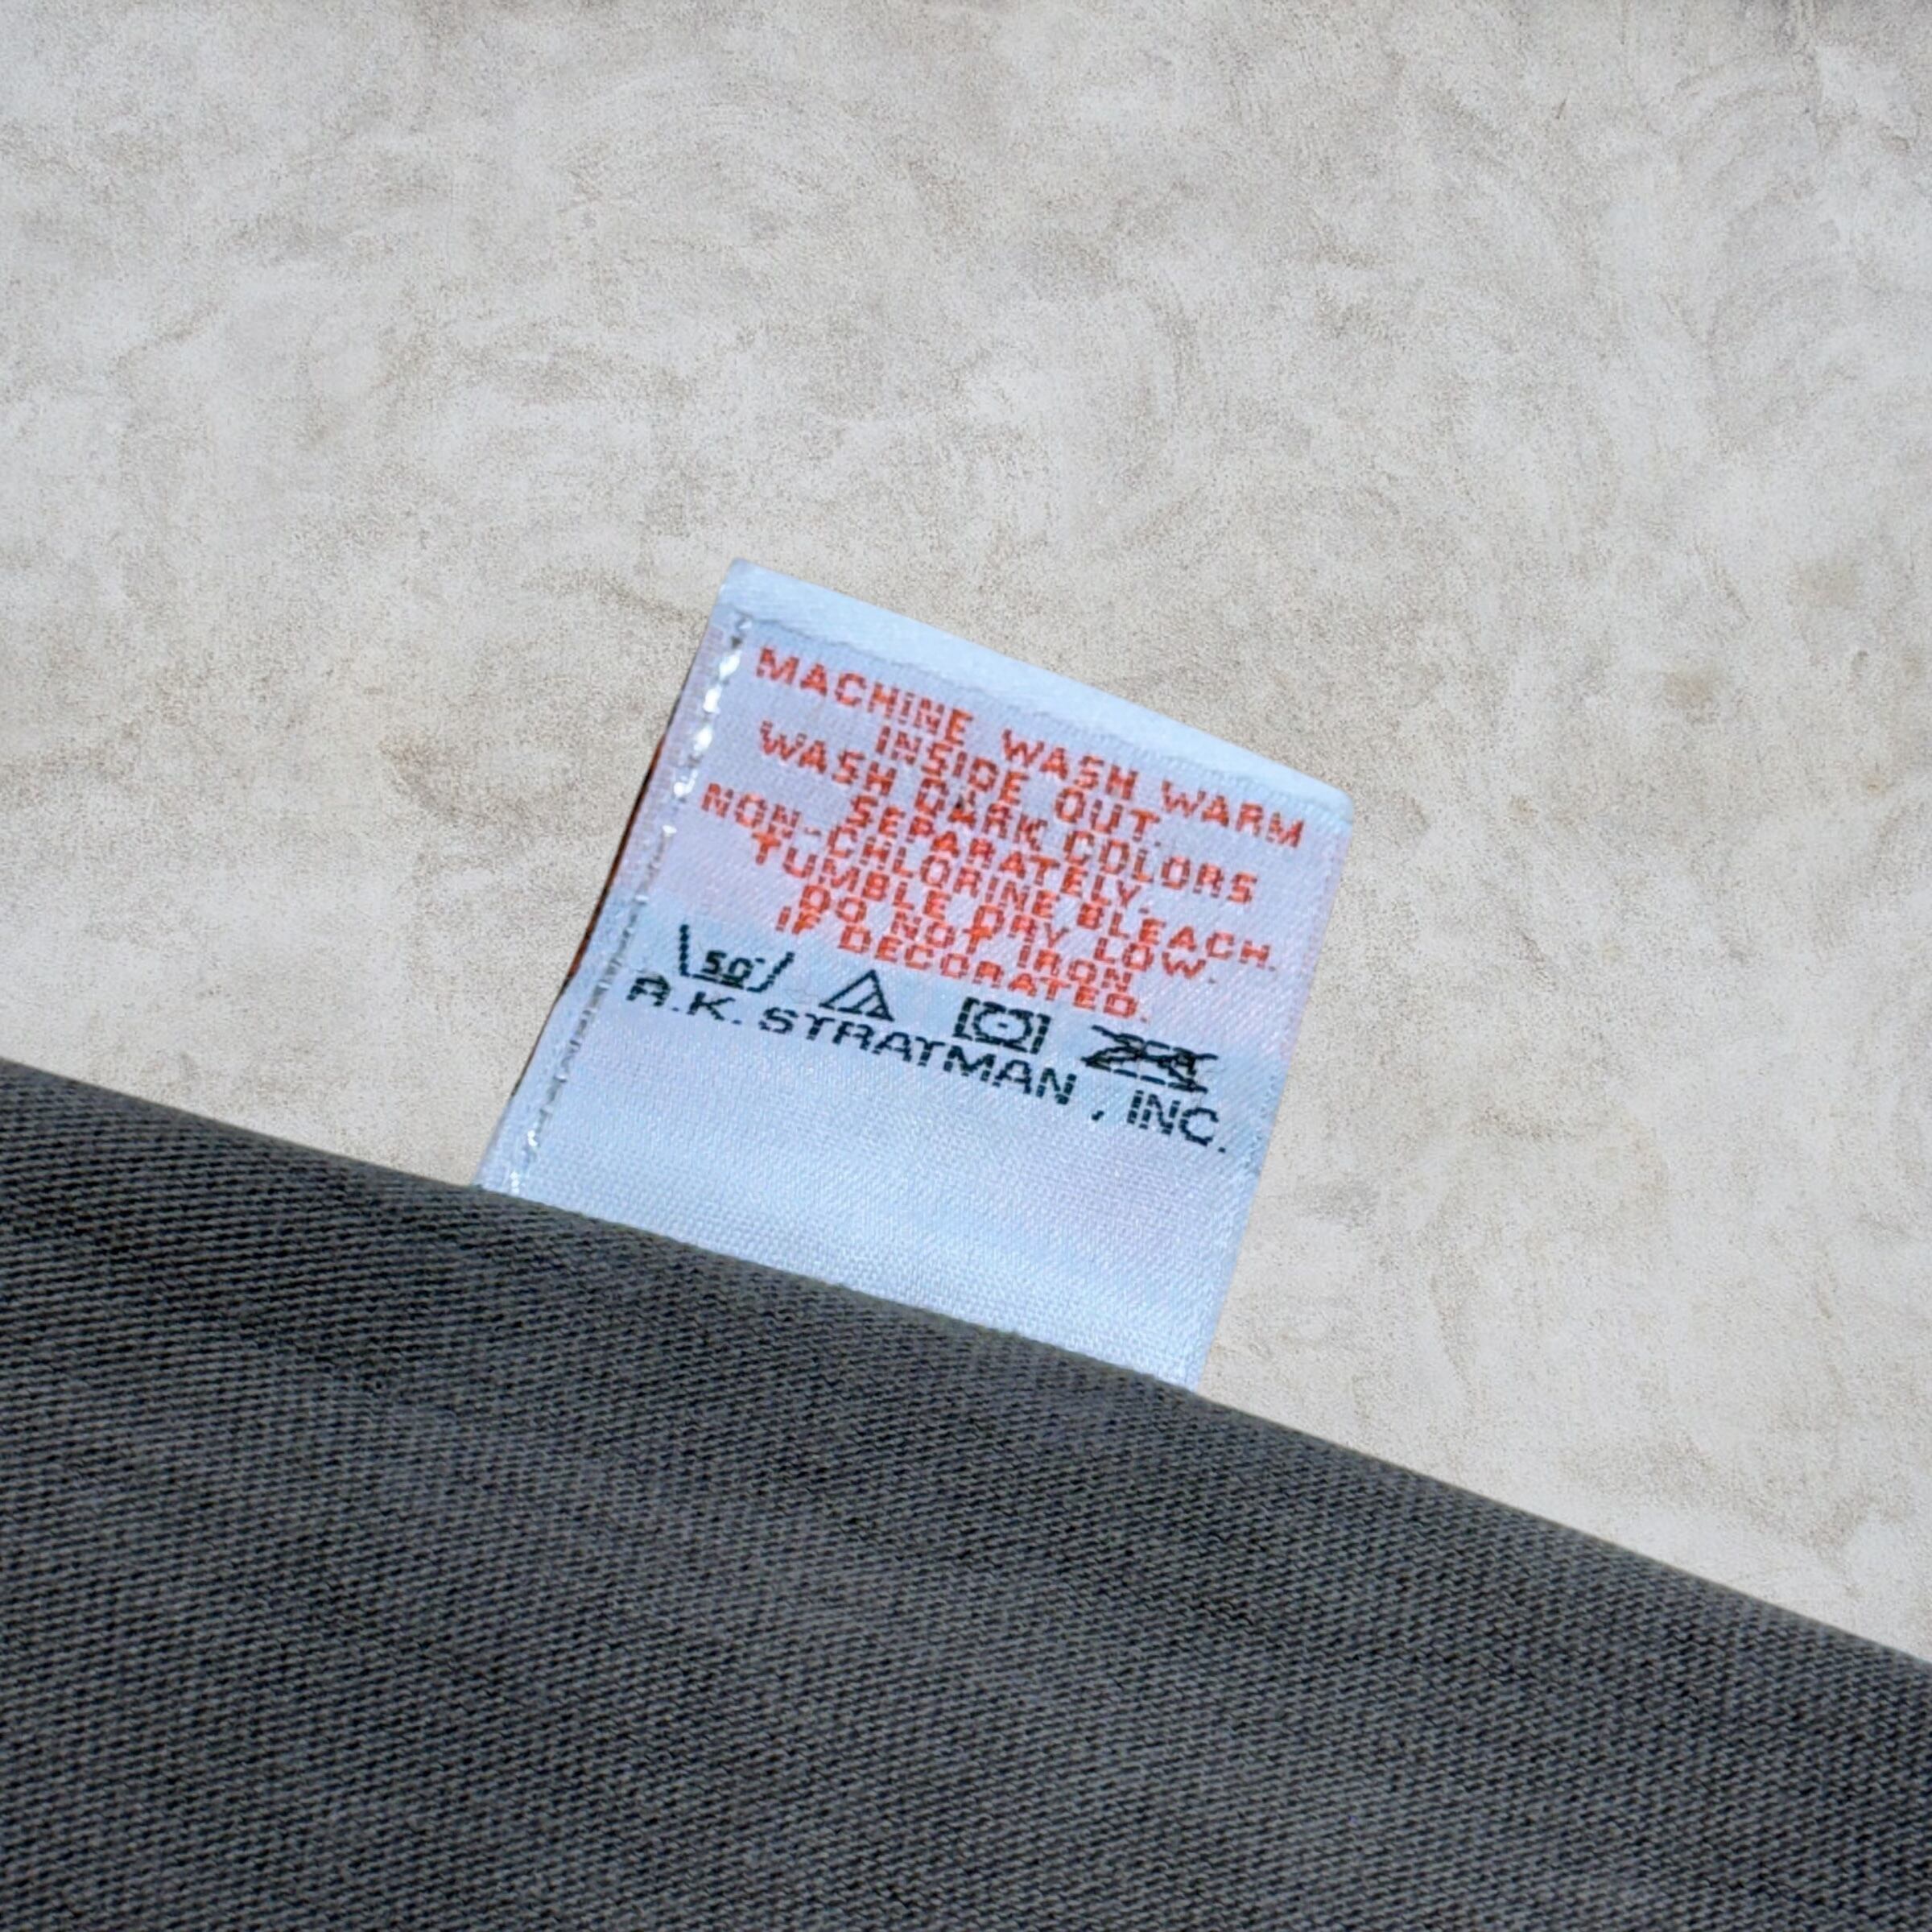 MACHINE WASH WARM
INSIDE OUT.
WASH DARK COLORS
SEPARATELY.
NON-CHLORINE BLEACH.
TUMBLE DRY LOW.
DO NOT IRON
IF DECORATED.
50°
R.K. STRATMAN , INC.